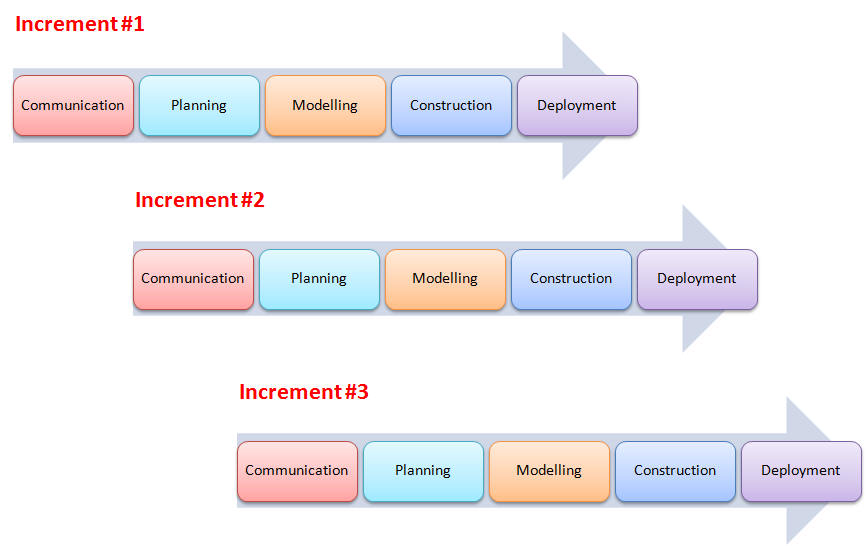 Increment #1
Communication Planning Modelling Construction Deployment
Increment #2
Communication Planning Modelling Construction Deployment
Increment #3
Communication Planning Modelling Construction Deployment